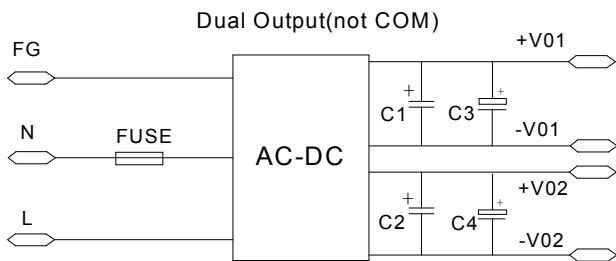 Dual Output(not COM)
FG
+V01
C1
+
C3
+
N
FUSE
AC-DC
-V01
+V02
C2
+
C4
+
L
-V02